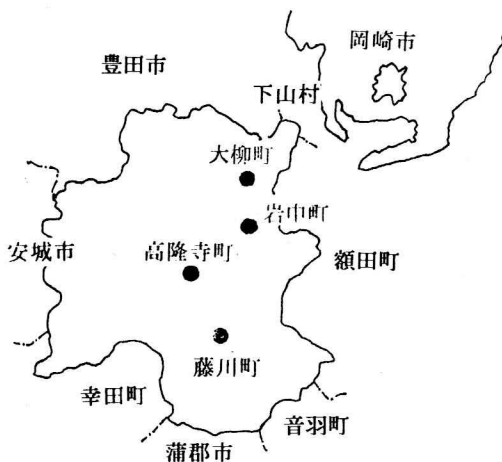 岡崎市
豊田市
下山村
大柳町
岩中町
安城市
高隆寺町
額田町
藤川町
幸田町
音羽町
蒲郡市